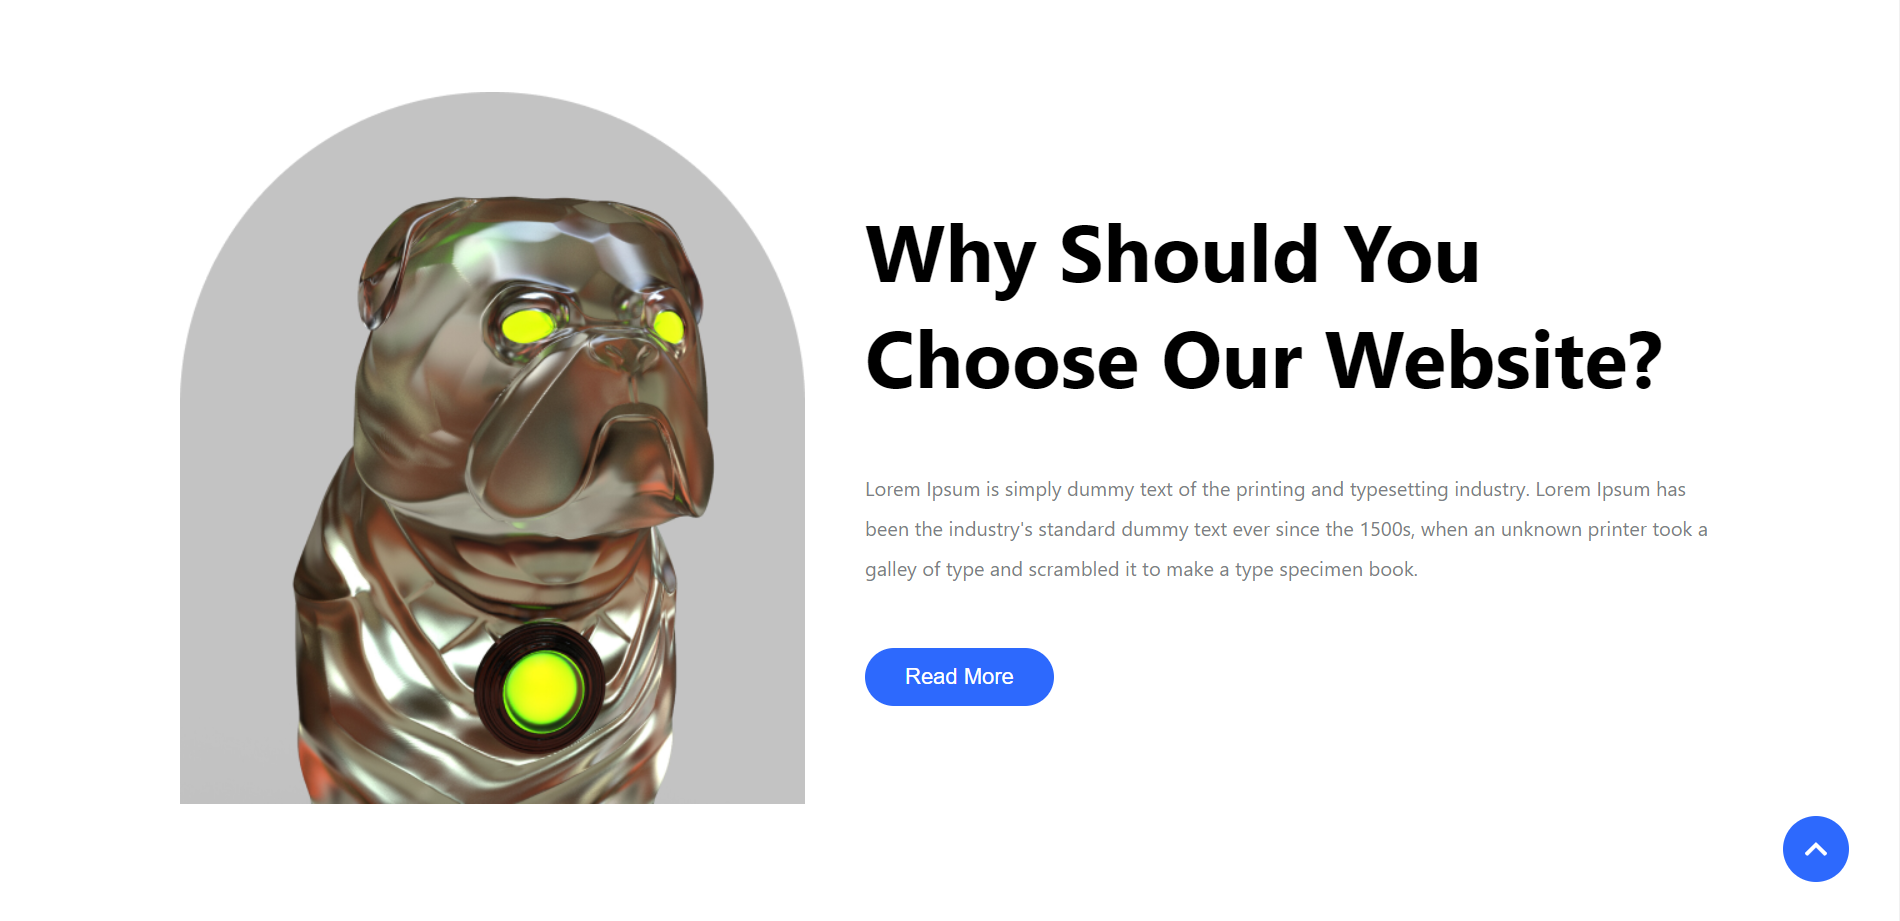 Why Should You
Choose Our Website?
Lorem Ipsum is simply dummy text of the printing and typesetting industry. Lorem Ipsum has
been the industry's standard dummy text ever since the 1500s, when an unknown printer took a
galley of type and scrambled it to make a type specimen book.
Read More